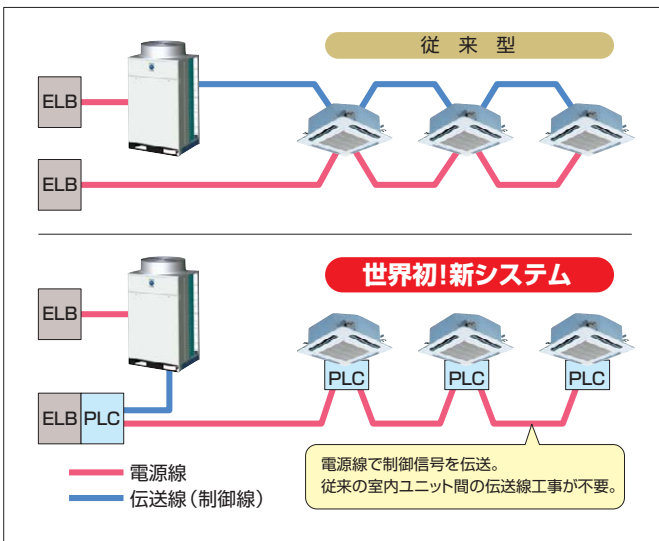 従来型
ELB
ELB
世界初!新システム
ELB
PLC
PLC
PLC
ELB PLC
電源線で制御信号を伝送。
従来の室内ユニット間の伝送線工事が不要。
電源線
伝送線(制御線)